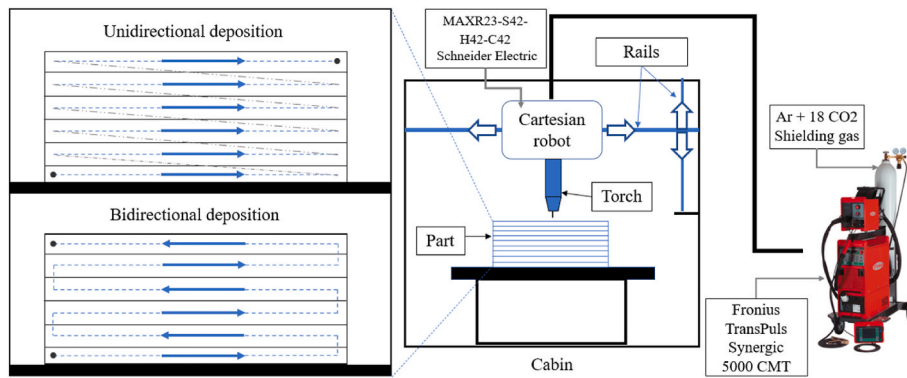 Unidirectional deposition
Bidirectional deposition
MAXR23-S42-
H42-C42
Schneider Electric
Rails
Cartesian
robot
Torch
Part
Cabin
Ar + 18 CO2
Shielding gas
Fronius
TransPuls
Synergic
5000 CMT